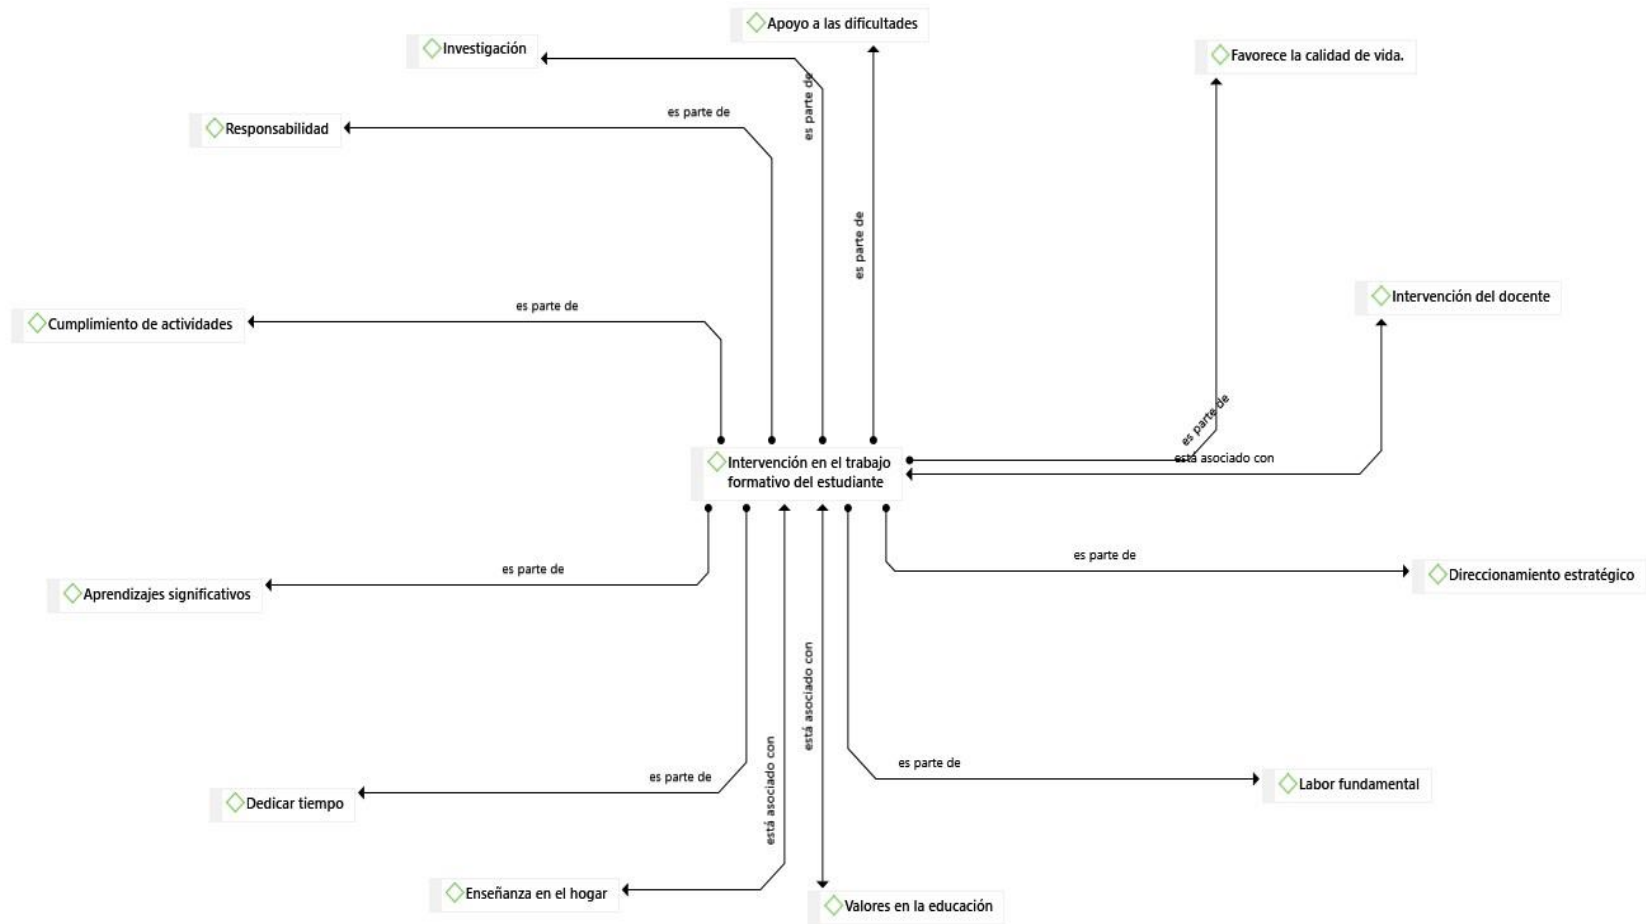 Apoyo a las dificultades
Investigación
Favorece la calidad de vida.
es parte de
es parte de
Responsabilidad
es parte de
Intervención del docente
es parte de
Cumplimiento de actividades
es parte de
está asociado con
Intervención en el trabajo
formativo del estudiante
es parte de
Direccionamiento estratégico
es parte de
Aprendizajes significativos
está asociado con
es parte de
es parte de
Labor fundamental
está asociado con
Dedicar tiempo
Enseñanza en el hogar
Valores en la educación